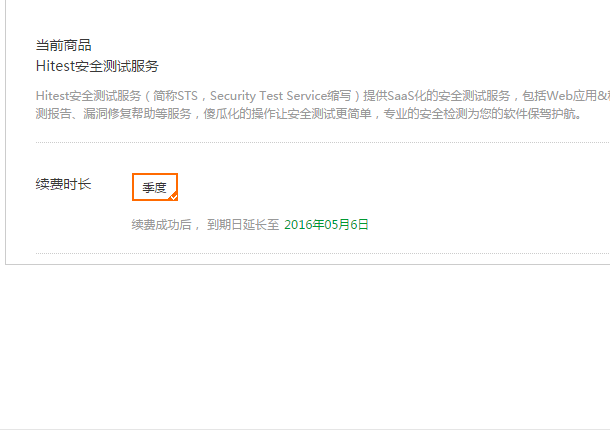 当前商品
Hitest安全测试服务
Hitest安全测试服务（简称STS，Security Test Service缩写）提供SaaS化的安全测试服务，包括Web应用&
测报告、漏洞修复帮助等服务，傻瓜化的操作让安全测试更简单，专业的安全检测为您的软件保驾护航。
续费时长 季度
续费成功后， 到期日延长至 2016年05月6日